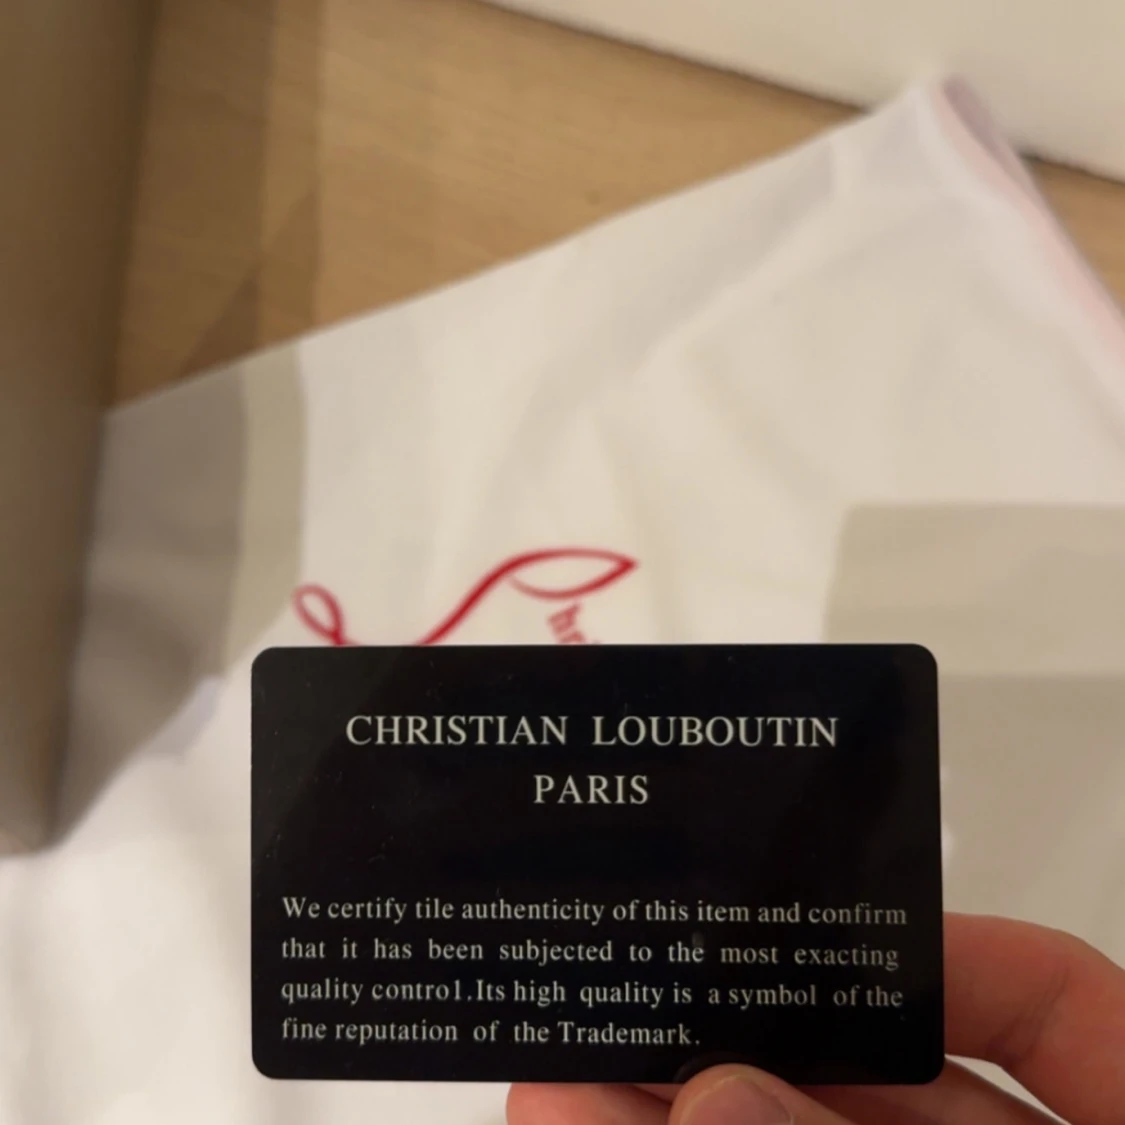 hri
CHRISTIAN LOUBOUTIN
PARIS
We certify tile authenticity of this item and confirm
that it has been subjected to the most exacting
quality contro1.Its high quality is a symbol of the
fine reputation of the Trademark.